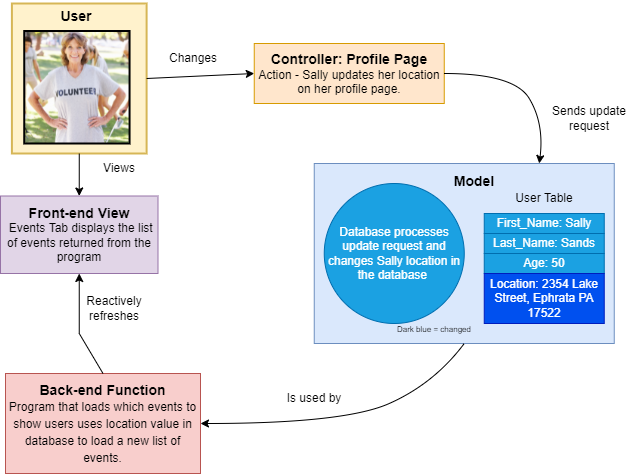 User
VOLUNTEER
Changes
Controller: Profile Page
Action - Sally updates her location
on her profile page.
Sends update
request
Views
Front-end View
Events Tab displays the list
of events returned from the
program
Model
User Table
Database processes
update request and
changes Sally location in
the database
First_Name: Sally
Last_Name: Sands
Age: 50
Location: 2354 Lake
Street, Ephrata PA
17522
Dark blue = changed
Reactively
refreshes
Is used by
Back-end Function
Program that loads which events to
show users uses location value in
database to load a new list of
events.